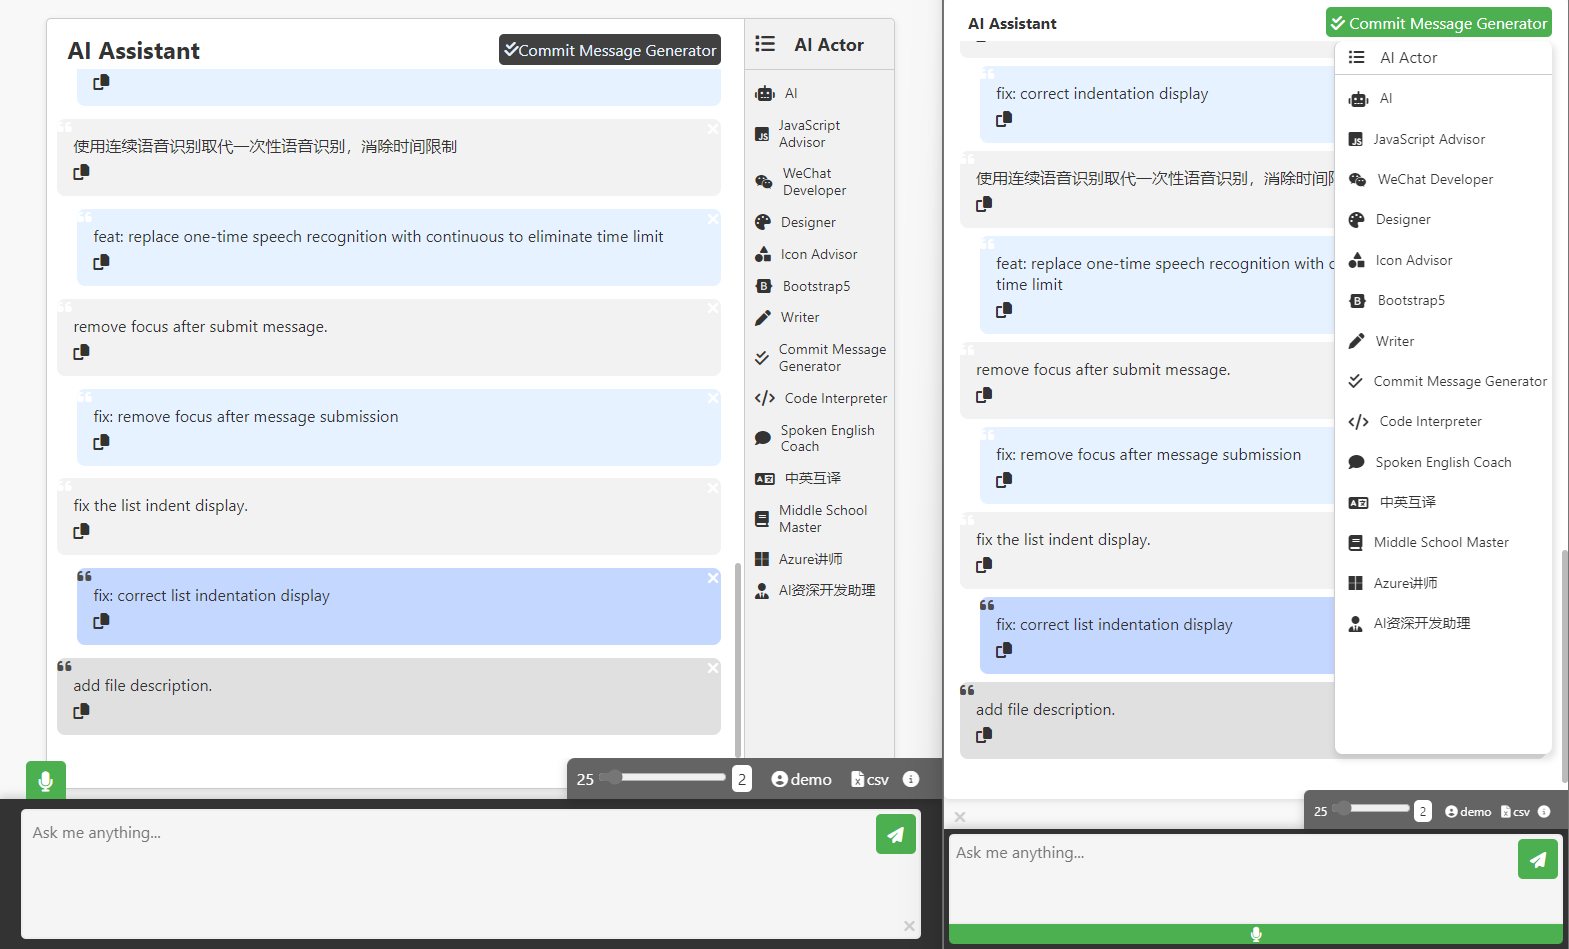 AI Assistant
Commit Message Generator
使用连续语音识别取代一次性语音识别，消除时间限制
feat: replace one-time speech recognition with continuous to eliminate time limit
remove focus after submit message.
fix: remove focus after message submission
fix the list indent display.
fix: correct list indentation display
add file description.
AI Actor
AI
JavaScript
Advisor
WeChat
Developer
Designer
Icon Advisor
Bootstrap5
Writer
Commit Message
Generator
Code Interpreter
Spoken English
Coach
中英互译
Middle School
Master
Azure讲师
AI资深开发助理
25
2
demo
csv
Ask me anything...
AI Assistant
Commit Message Generator
fix: correct indentation display
使用连续语音识别取代一次性语音识别，消除时间
feat: replace one-time speech recognition with
time limit
remove focus after submit message.
fix: remove focus after message submission
fix the list indent display.
fix: correct list indentation display
add file description.
AI Actor
AI
JavaScript Advisor
WeChat Developer
Designer
Icon Advisor
Bootstrap5
Writer
Commit Message Generator
Code Interpreter
Spoken English Coach
中英互译
Middle School Master
Azure讲师
AI资深开发助理
25
2
demo
csv
Ask me anything...